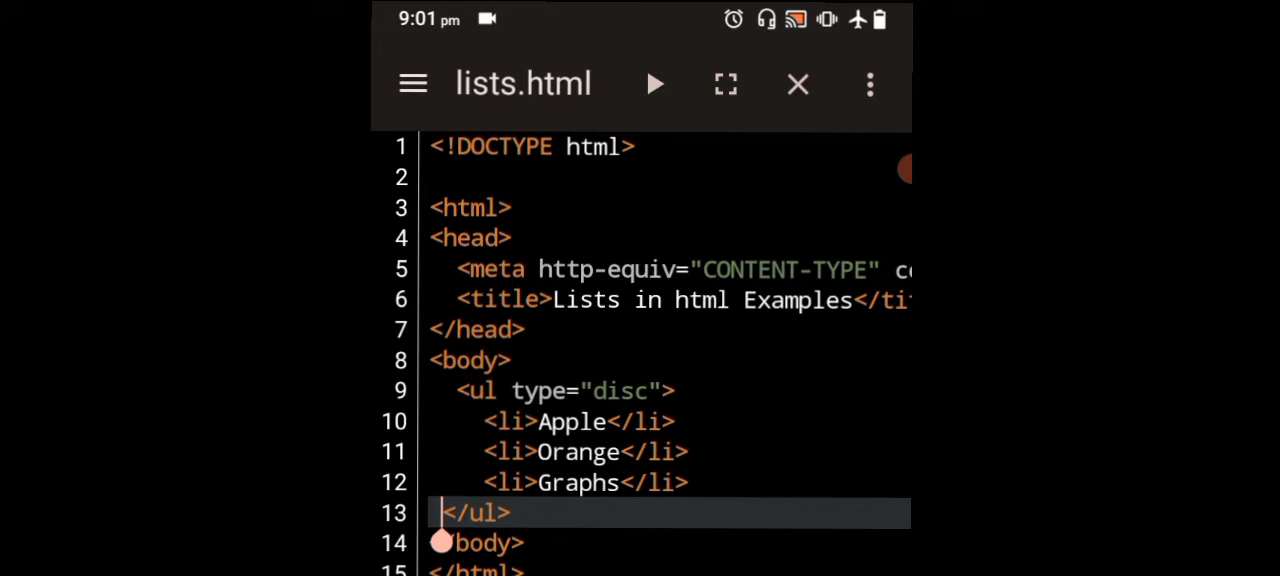 9:01 pm
lists.html
1 <!DOCTYPE html>
2
3 <html>
4 <head>
5 <meta http-equiv="CONTENT-TYPE"
6 <title>Lists in html Examples</
7 </head>
8 <body>
9 <ul type="disc">
10 <li>Apple</li>
11 <li>Orange</li>
12 <li>Graphs</li>
13 </ul>
14 body>
15 </html>